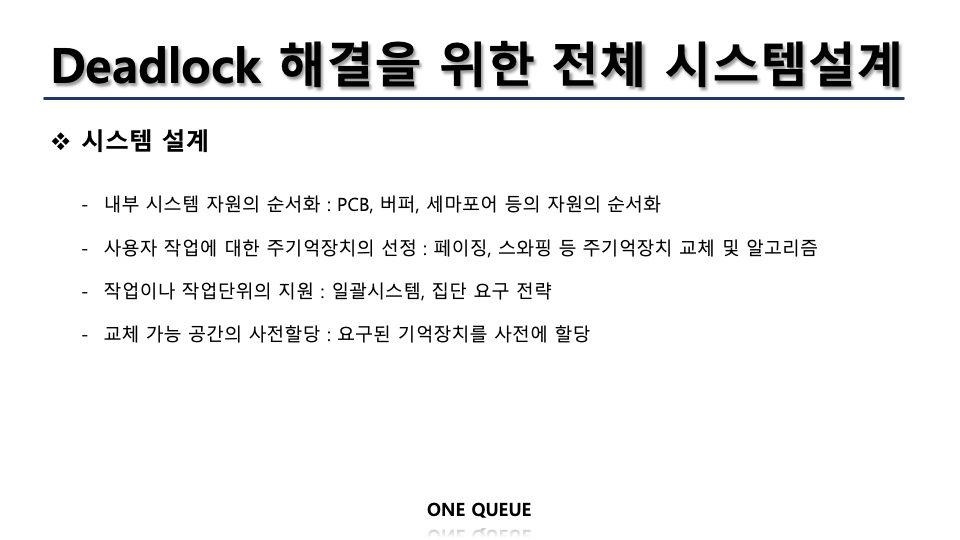 Deadlock 해결을 위한 전체 시스템설계
❖ 시스템 설계
- 내부 시스템 자원의 순서화 : PCB, 버퍼, 세마포어 등의 자원의 순서화
- 사용자 작업에 대한 주기억장치의 선정 : 페이징, 스와핑 등 주기억장치 교체 및 알고리즘
- 작업이나 작업단위의 지원 : 일괄시스템, 집단 요구 전략
- 교체 가능 공간의 사전할당 : 요구된 기억장치를 사전에 할당
ONE QUEUE